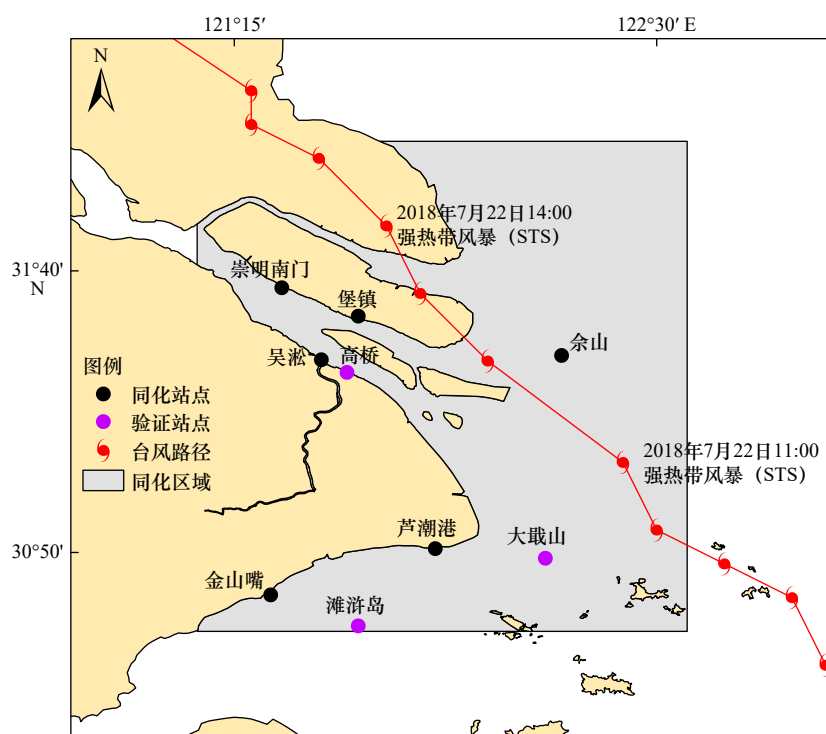 121°15′
122°30′ E
N
2018年7月22日14:00
强热带风暴（STS）
31°40′
N
崇明南门
堡镇
佘山
吴淞
高桥
图例
同化站点
验证站点
台风路径
同化区域
2018年7月22日11:00
强热带风暴（STS）
芦潮港
大戢山
30°50′
金山嘴
滩浒岛